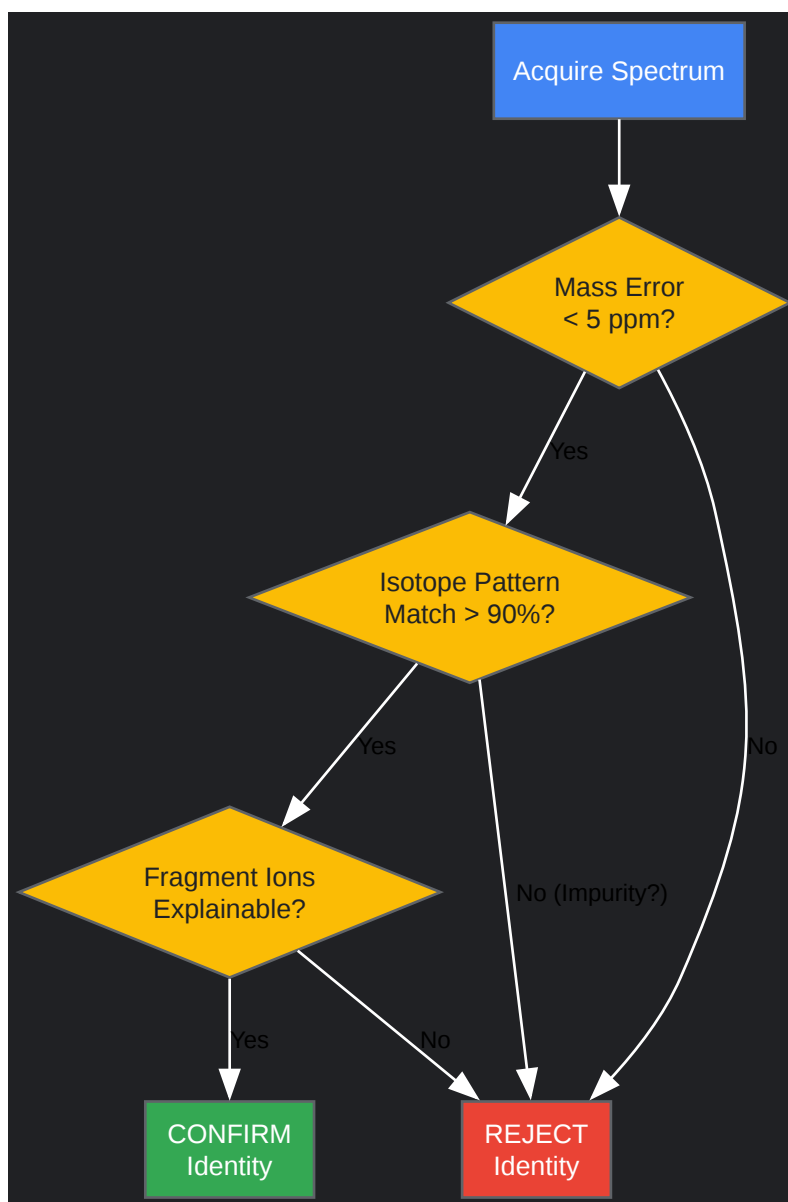 Acquire Spectrum
Mass Error
< 5 ppm?
Yes
Isotope Pattern
Match > 90%?
Yes
No
Fragment Ions
Explainable?
No (Impurity?)
Yes
No
CONFIRM
Identity
REJECT
Identity